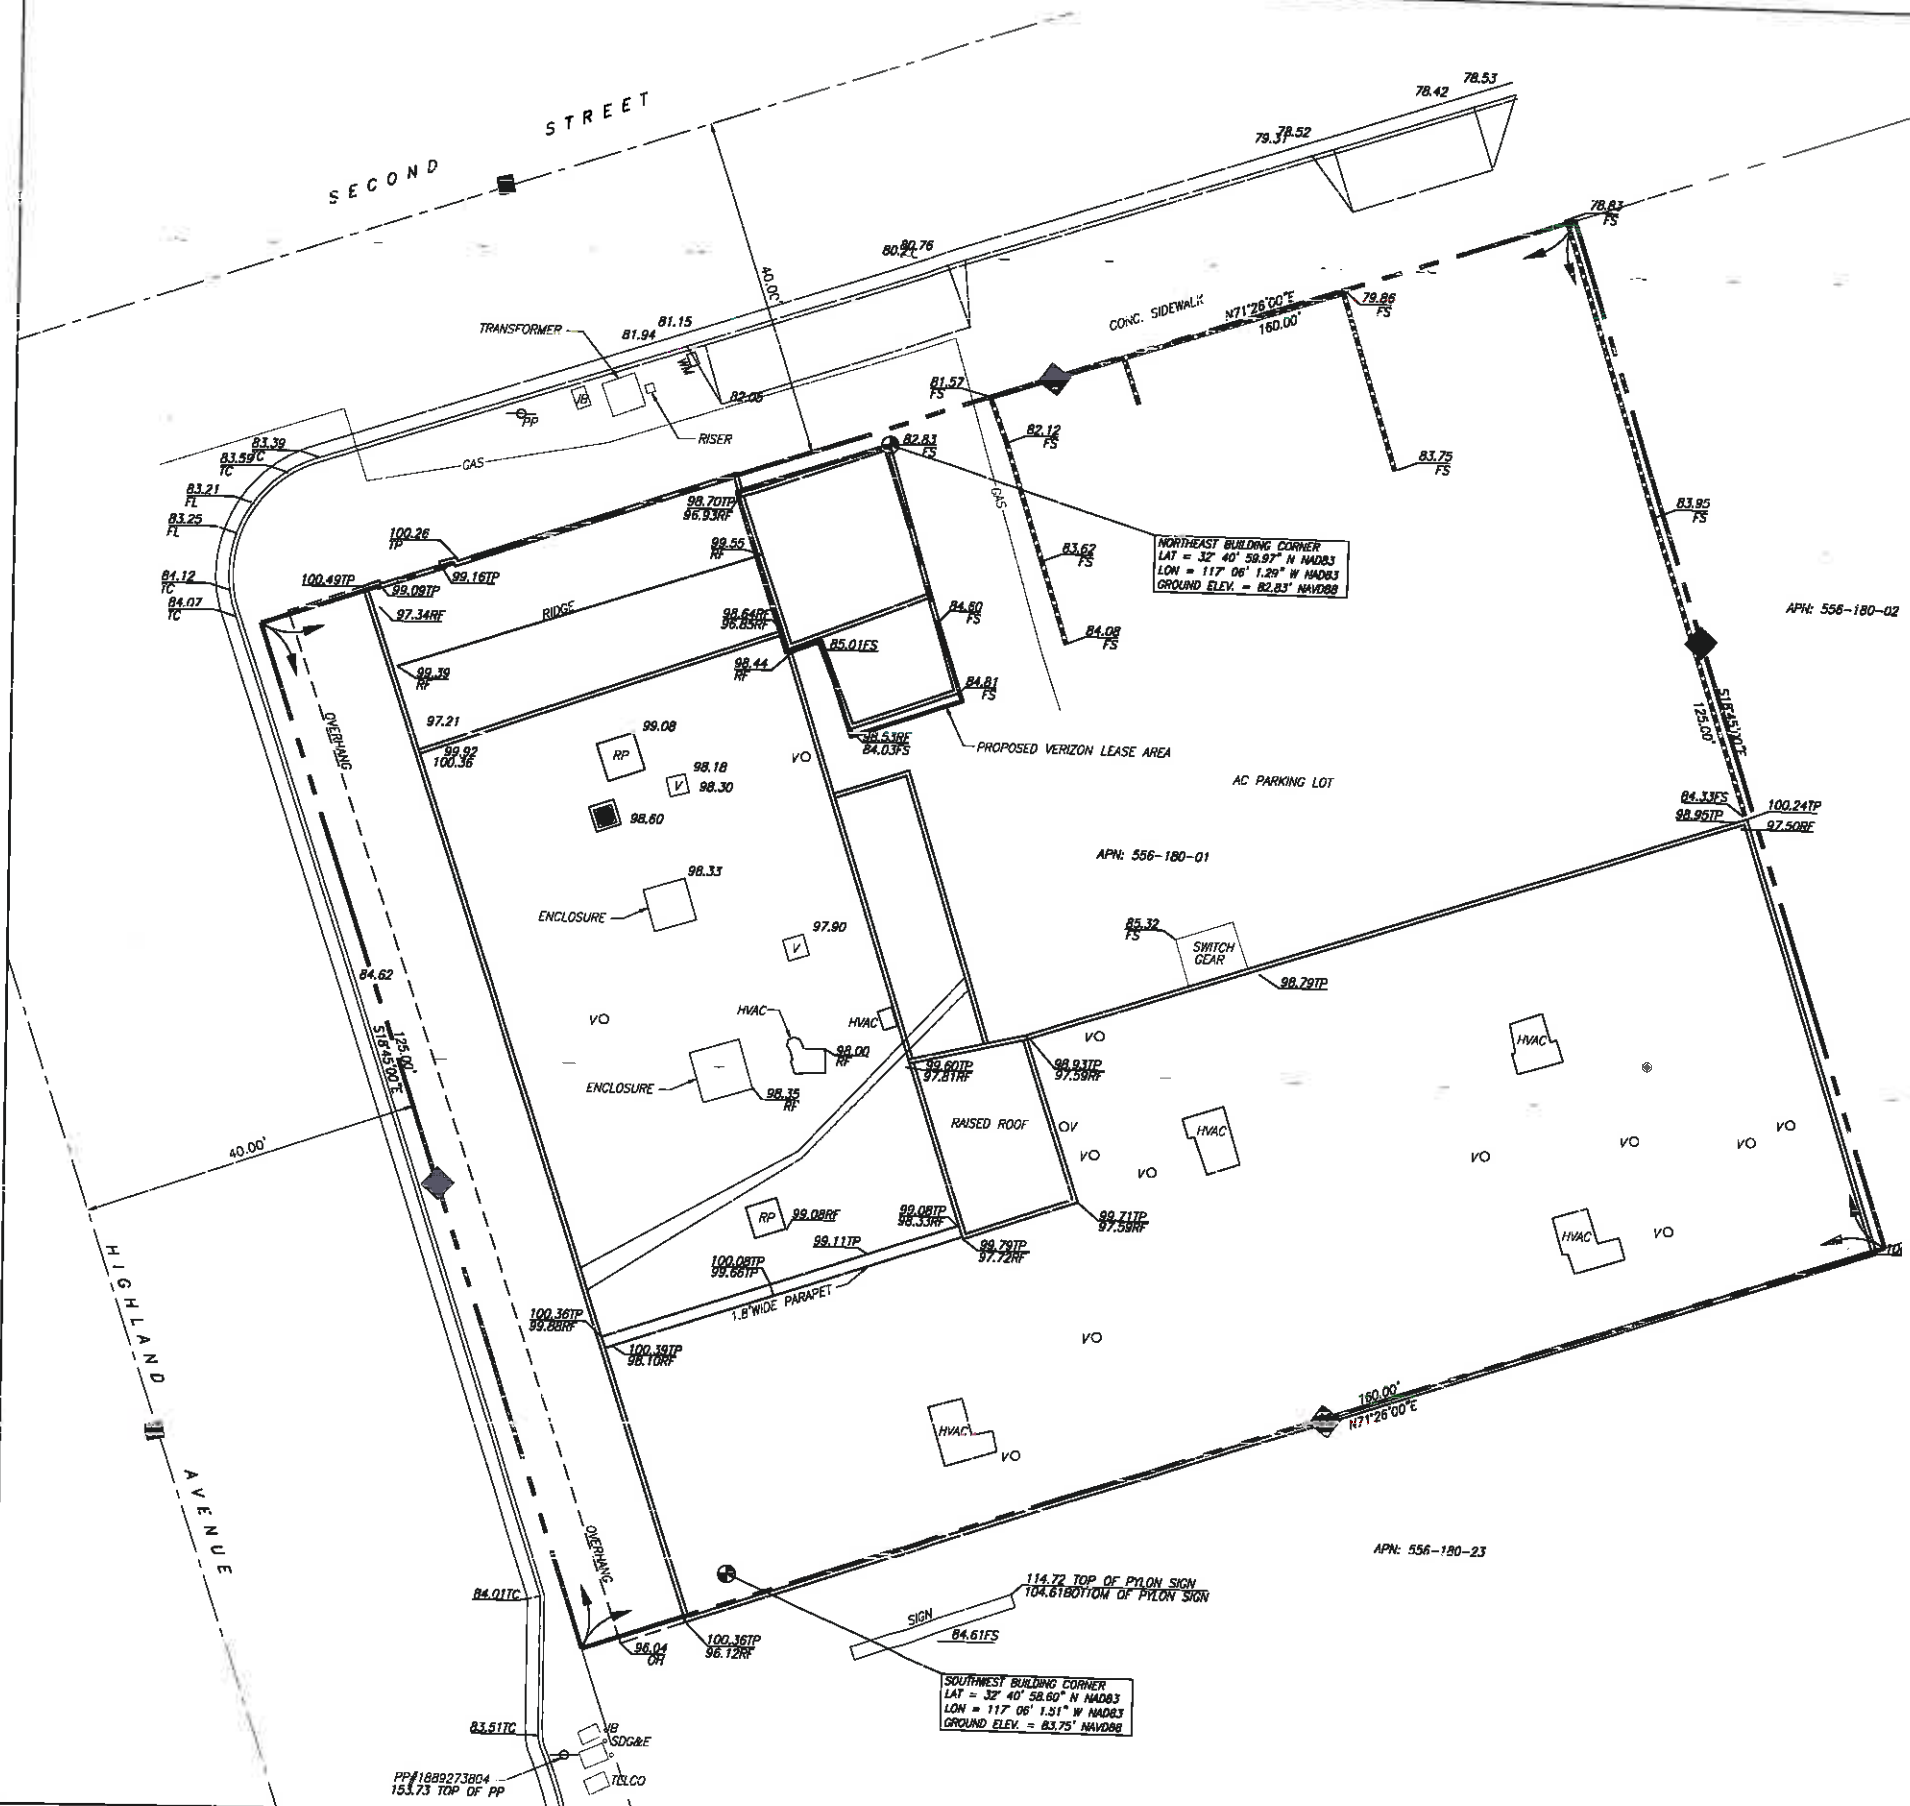 SECOND STREET
78.53
78.42
78.52
79.31
78.83
FS
80.76
40.00'
CONC. SIDEWALK
N71°26'00"E
160.00'
79.86
FS
TRANSFORMER
81.94
81.15
WM
82.05
JB
PP
RISER
GAS
81.57
FS
82.83
FS
82.12
FS
83.75
FS
83.39
TC
83.59
TC
83.21
FL
83.25
FL
84.12
TC
84.07
TC
100.26
TP
98.70TP
96.93RF
99.55
RF
GAS
83.95
FS
83.62
FS
NORTHEAST BUILDING CORNER
LAT = 32° 40' 59.97" N NAD83
LON = 117° 06' 1.29" W NAD83
GROUND ELEV. = 82.83' NAVD88
100.49TP
99.09TP
99.16TP
97.34RF
RIDGE
98.64RF
96.85RF
84.60
FS
84.08
FS
APN: 556-180-02
99.39
RF
98.44
RF
85.01FS
84.81
FS
OVERHANG
97.21
99.92
100.36
99.08
RP
98.18
V
98.30
98.60
VO
98.53RF
84.03FS
PROPOSED VERIZON LEASE AREA
AC PARKING LOT
S18°45'00"E
125.00'
84.33FS
98.95TP
100.24TP
97.50RF
APN: 556-180-01
98.33
ENCLOSURE
97.90
V
85.32
FS
SWITCH
GEAR
98.79TP
84.62
125.00'
S18°45'00"E
VO
HVAC
HVAC
98.00
RF
VO
HVAC
99.60TP
97.81RF
98.93TP
97.59RF
ENCLOSURE
98.35
RF
RAISED ROOF
OV
VO
VO
HVAC
VO
VO
VO
VO
40.00'
RP
99.08RF
99.08TP
98.33RF
99.71TP
97.59RF
HVAC
VO
99.11TP
99.79TP
97.72RF
100.08TP
99.66TP
1.8'WIDE PARAPET
100.36TP
99.88RF
100.39TP
98.10RF
VO
HIGHLAND AVENUE
HVAC
VO
160.00'
N71°26'00"E
OVERHANG
APN: 556-180-23
84.01TC
114.72 TOP OF PYLON SIGN
104.61BOTTOM OF PYLON SIGN
SIGN
84.61FS
96.04
OH
100.36TP
96.12RF
SOUTHWEST BUILDING CORNER
LAT = 32° 40' 58.60" N NAD83
LON = 117° 06' 1.51" W NAD83
GROUND ELEV. = 83.75' NAVD88
83.51TC
JB
SDG&E
TELCO
PP#1889273804
153.73 TOP OF PP